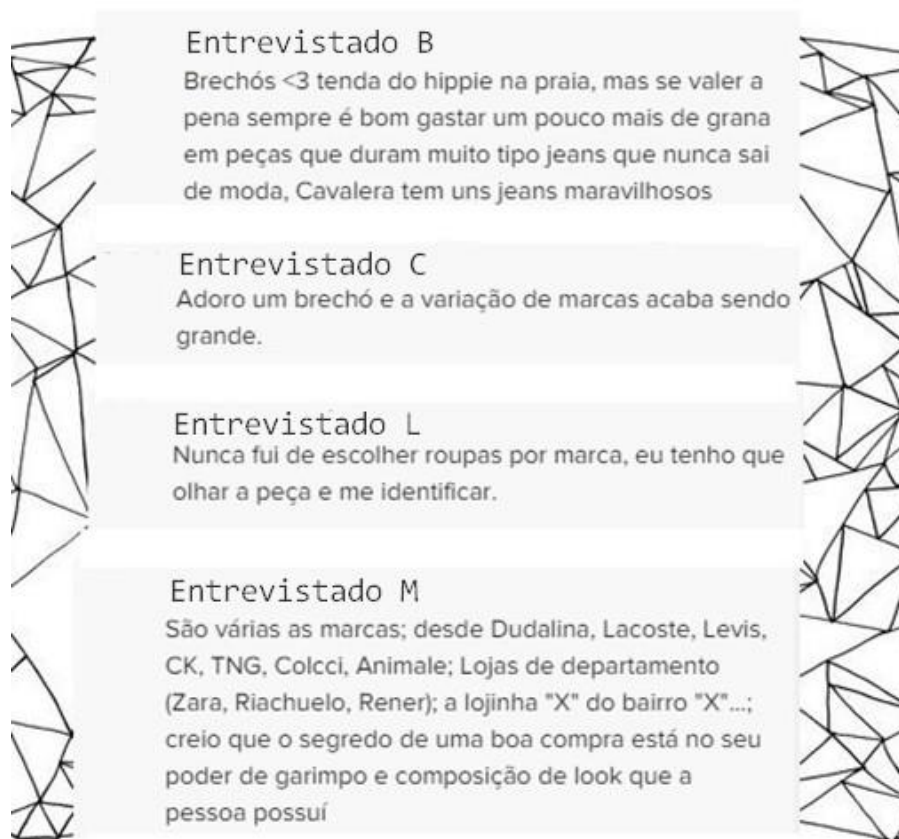 Entrevistado B
Brechós <3 tenda do hippie na praia, mas se valer a
pena sempre é bom gastar um pouco mais de grana
em peças que duram muito tipo jeans que nunca sai
de moda, Cavalera tem uns jeans maravilhosos
Entrevistado C
Adoro um brechó e a variação de marcas acaba sendo
grande.
Entrevistado L
Nunca fui de escolher roupas por marca, eu tenho que
olhar a peça e me identificar.
Entrevistado M
São várias as marcas; desde Dudalina, Lacoste, Levis,
CK, TNG, Colcci, Animale; Lojas de departamento
(Zara, Riachuelo, Rener); a lojinha "X" do bairro "X"...;
creio que o segredo de uma boa compra está no seu
poder de garimpo e composição de look que a
pessoa possuí